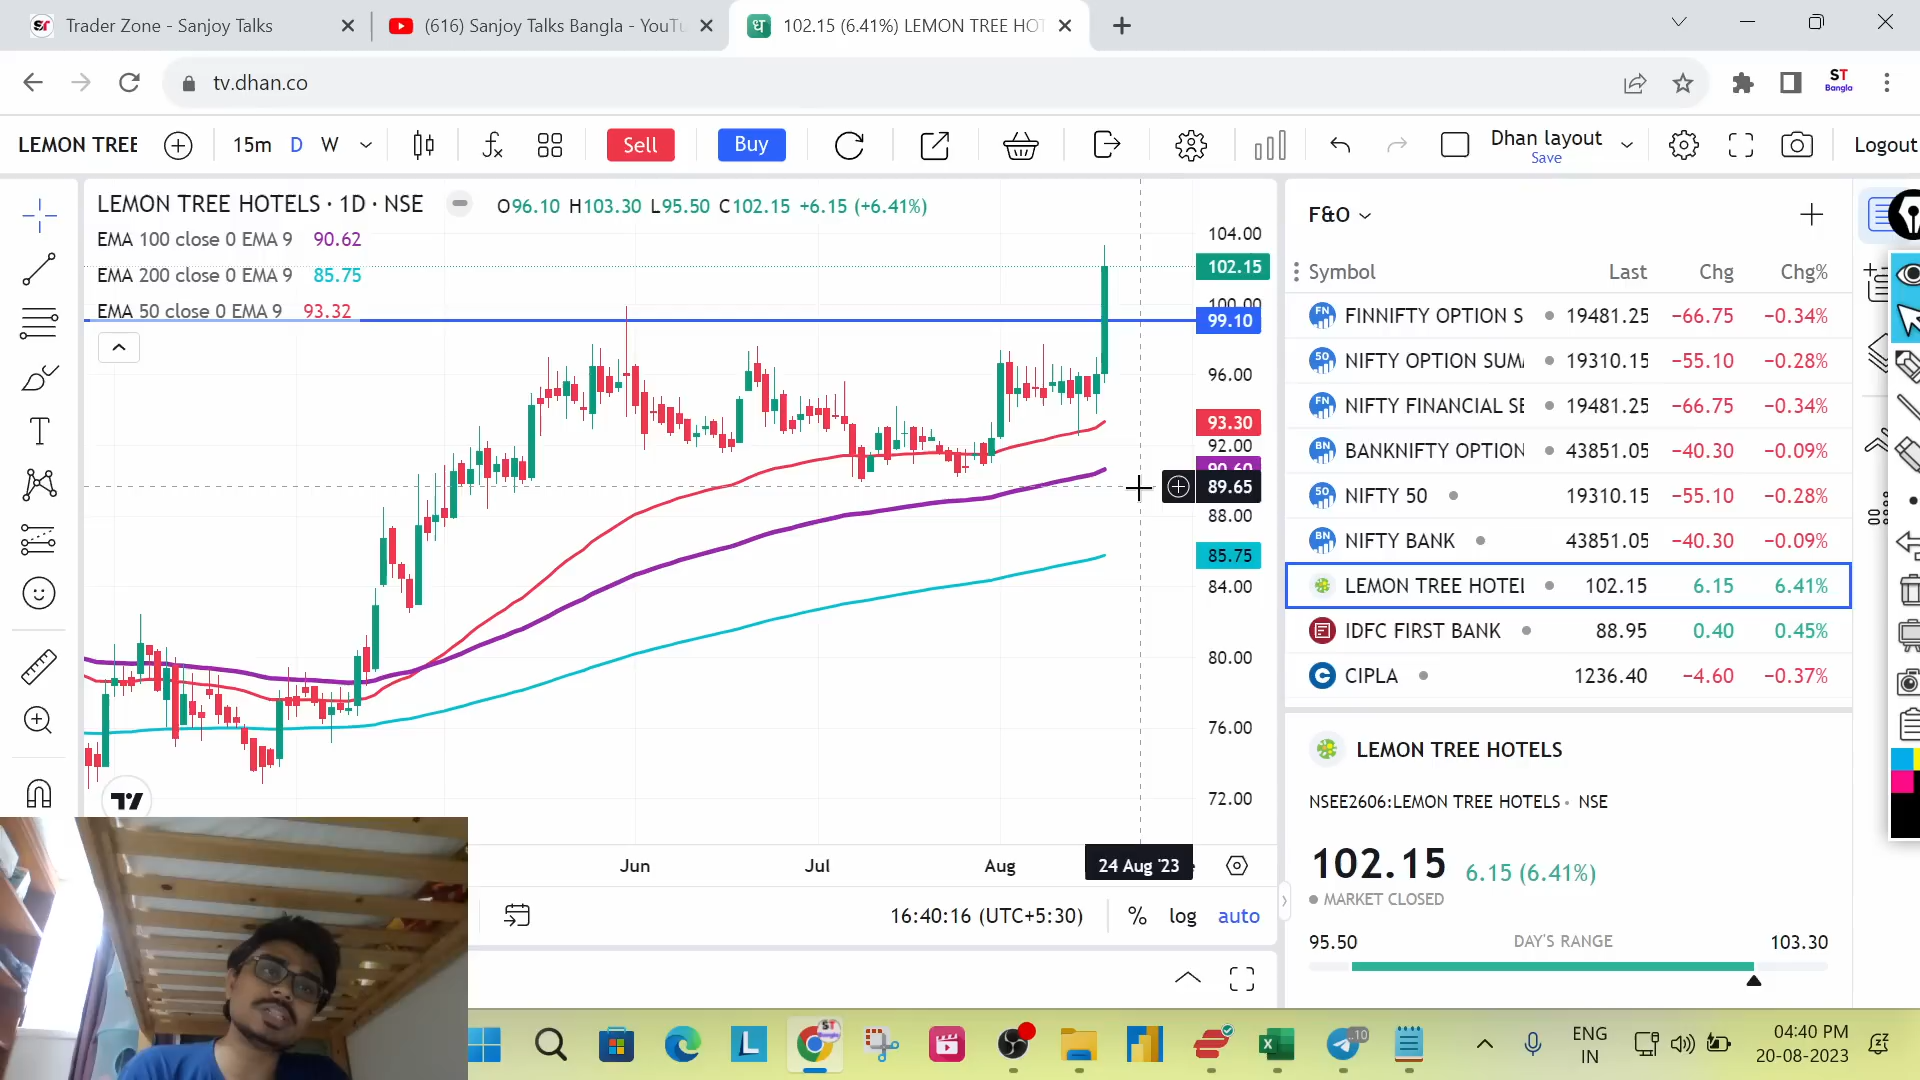 Trader Zone - Sanjoy Talks
(616) Sanjoy Talks Bangla - YouTu
102.15 (6.41%) LEMON TREE HOT
tv.dhan.co
ST
Bangla
LEMON TREE
15m
D
W
Sell
Buy
Dhan layout
Save
Logout
LEMON TREE HOTELS · 1D · NSE
O96.10 H103.30 L95.50 C102.15 +6.15 (+6.41%)
EMA 100 close 0 EMA 9 90.62
EMA 200 close 0 EMA 9 85.75
EMA 50 close 0 EMA 9 93.32
104.00
102.15
100.00
99.10
96.00
93.30
92.00
90.60
89.65
88.00
85.75
84.00
80.00
76.00
72.00
Jun
Jul
Aug
24 Aug '23
16:40:16 (UTC+5:30)
%
log
auto
F&O
Symbol Last Chg Chg%
FINNIFTY OPTION S 19481.25 −66.75 −0.34%
NIFTY OPTION SUM 19310.15 −55.10 −0.28%
NIFTY FINANCIAL SE 19481.25 −66.75 −0.34%
BANKNIFTY OPTION 43851.05 −40.30 −0.09%
NIFTY 50 19310.15 −55.10 −0.28%
NIFTY BANK 43851.05 −40.30 −0.09%
LEMON TREE HOTEL 102.15 6.15 6.41%
IDFC FIRST BANK 88.95 0.40 0.45%
CIPLA 1236.40 −4.60 −0.37%
LEMON TREE HOTELS
NSEE2606:LEMON TREE HOTELS · NSE
102.15 6.15 (6.41%)
MARKET CLOSED
95.50 DAY'S RANGE 103.30
ENG
IN
04:40 PM
20-08-2023